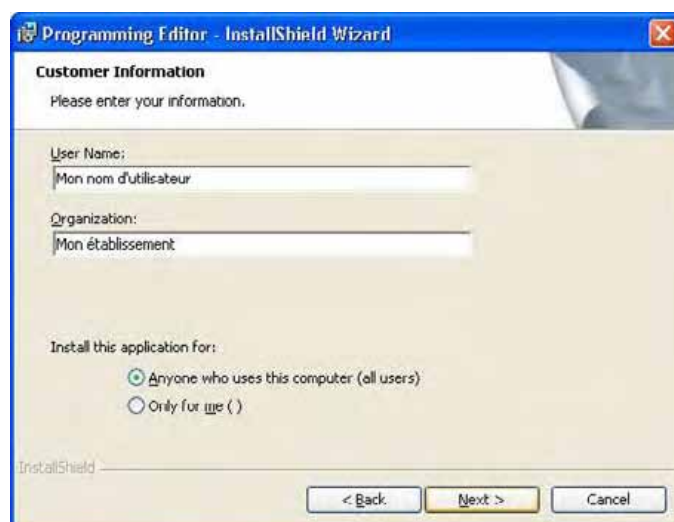 Programming Editor - InstallShield Wizard
Customer Information
Please enter your information.
User Name:
Mon nom d'utilisateur
Organization:
Mon établissement
Install this application for:
Anyone who uses this computer (all users)
Only for me ( )
InstallShield
< Back
Next >
Cancel